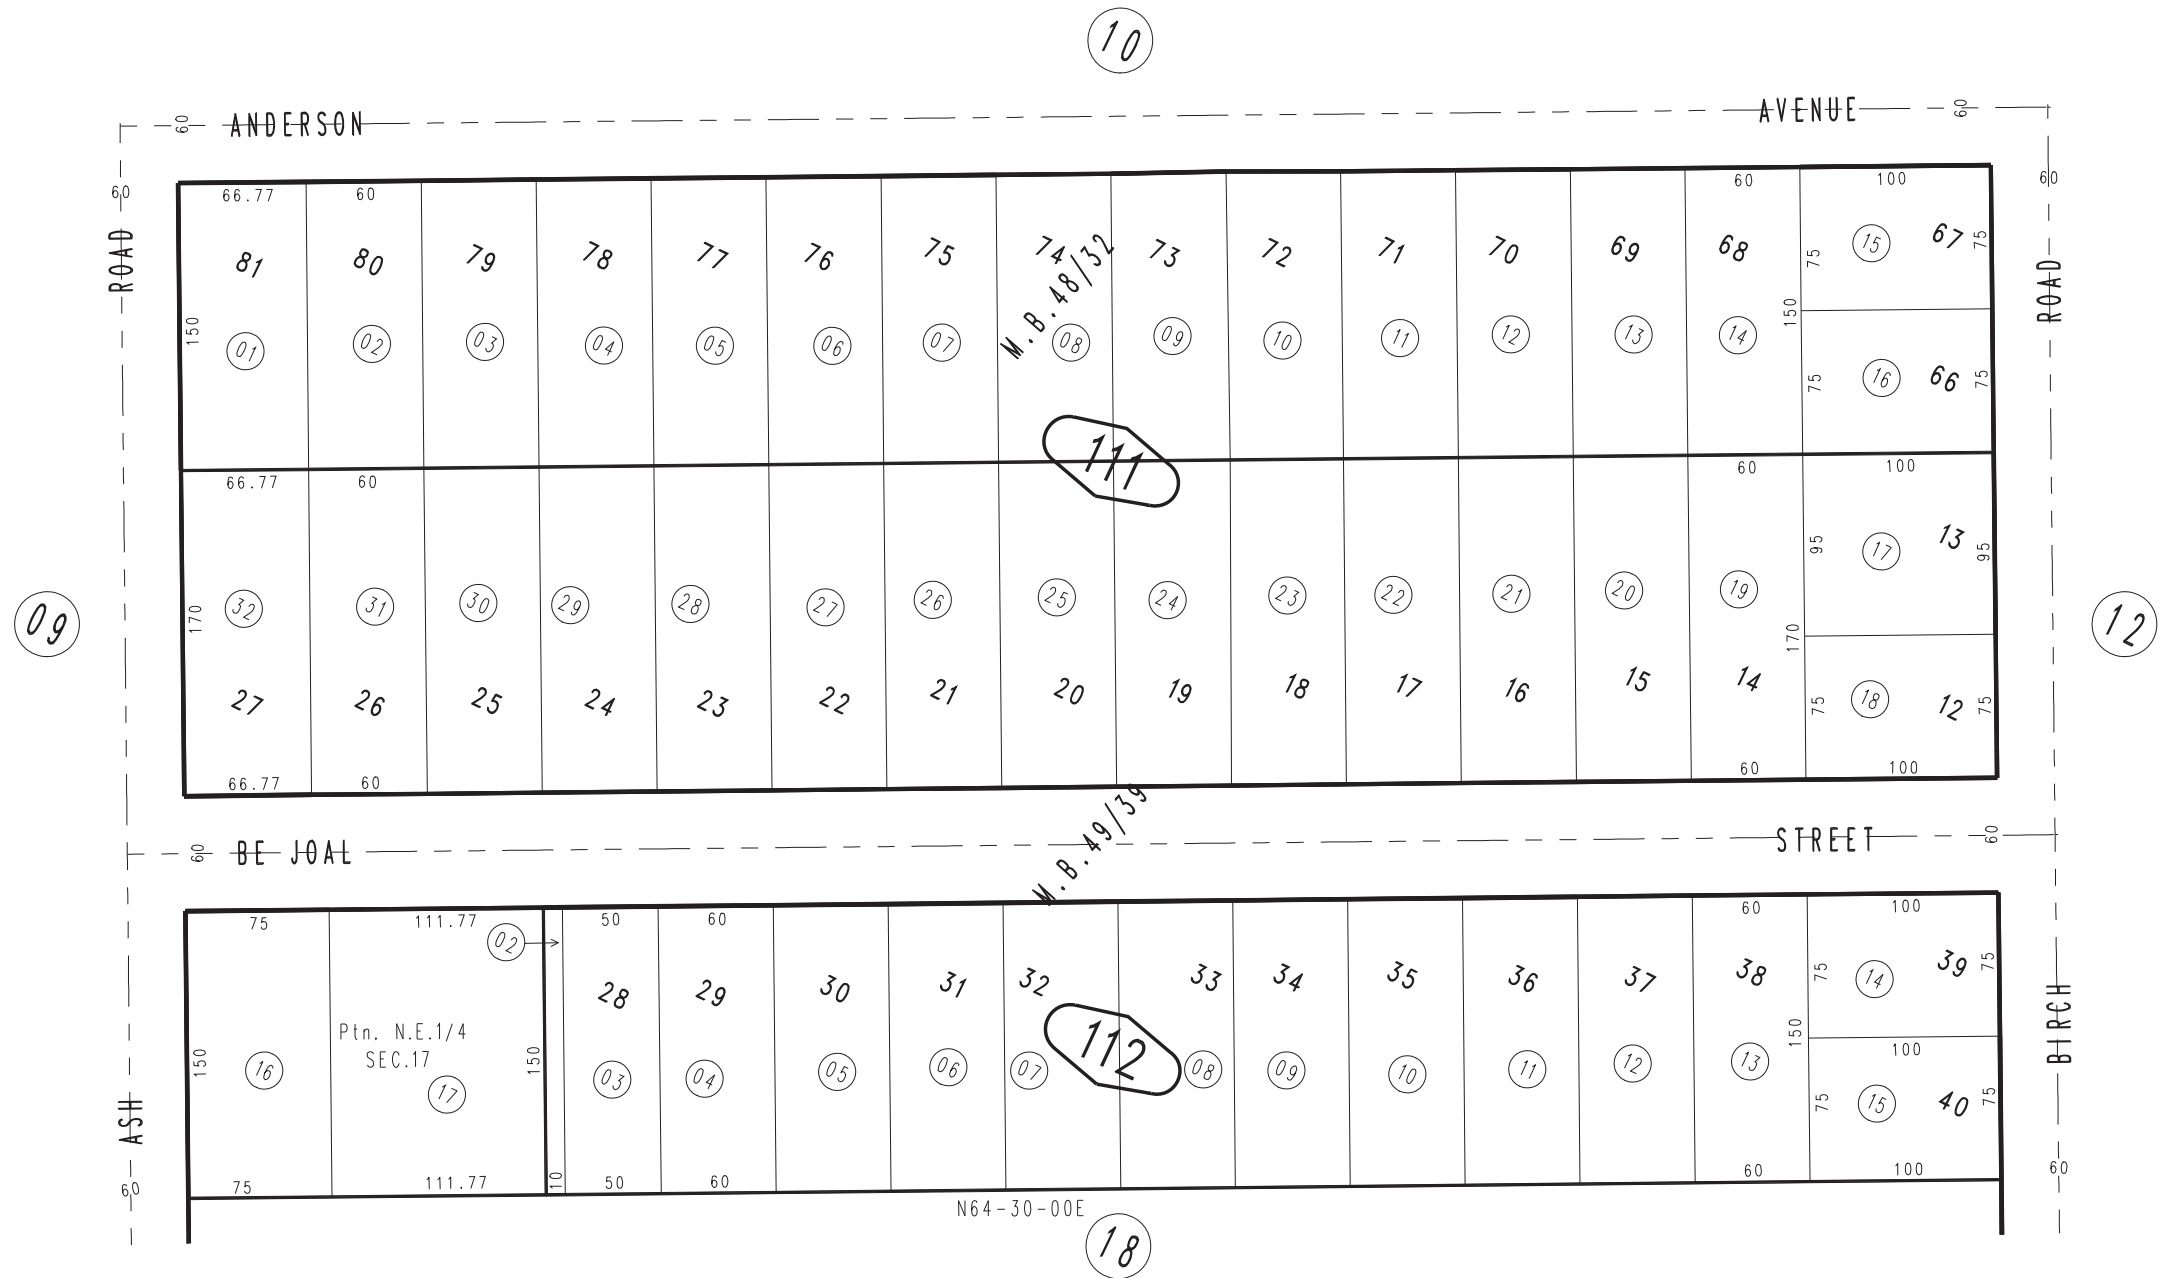 10
60 ANDERSON AVENUE 60
60 60
66.77 60 60 100
ROAD ROAD
81 80 79 78 77 76 75 74 73 72 71 70 69 68 75 15 67 75
M.B.48/32
150 150
01 02 03 04 05 06 07 08 09 10 11 12 13 14 75 16 66 75
111
66.77 60 60 100
95 17 13 95
09 32 31 30 29 28 27 26 25 24 23 22 21 20 19 12
170 170
27 26 25 24 23 22 21 20 19 18 17 16 15 14 75 18 12 75
66.77 60 60 100
M.B.49/39
60 BE JOAL STREET 60
75 111.77 50 60 60 100
02
28 29 30 31 32 33 34 35 36 37 38 75 14 39 75
BIRCH
Ptn. N.E.1/4
SEC.17
112
150 150 150
100
16 17 03 04 05 06 07 08 09 10 11 12 13 75 15 40 75
ASH
60 75 111.77 10 50 60 60 100 60
N64-30-00E
18